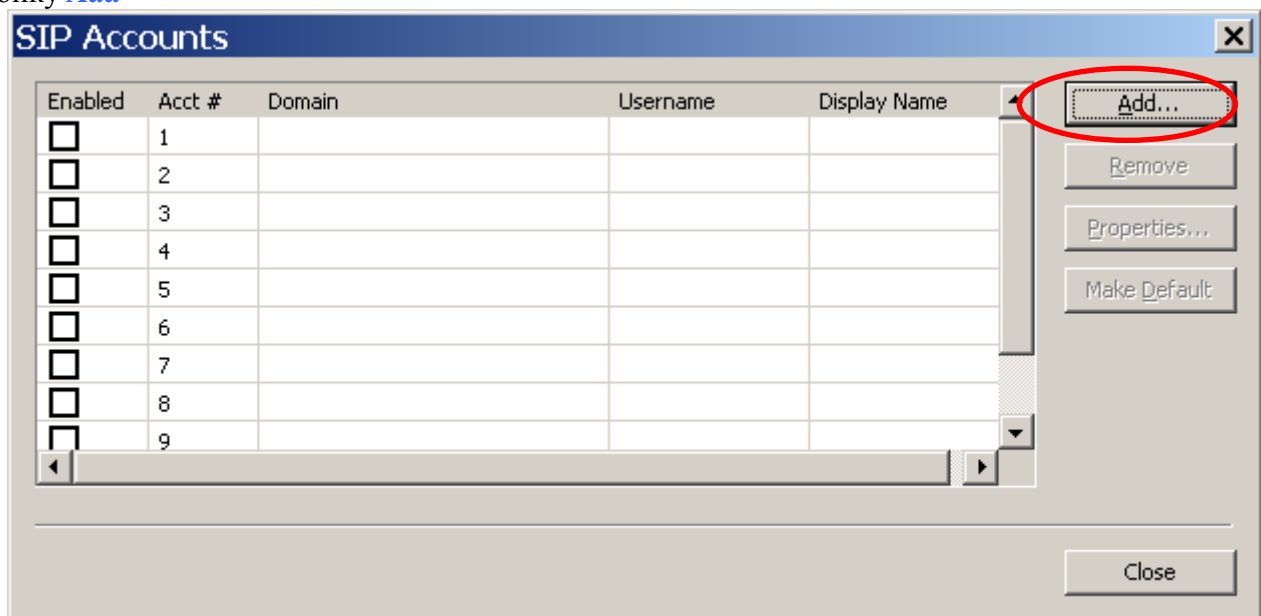 Add
SIP Accounts
Enabled Acct # Domain Username Display Name
Add...
1
2
Remove
3
Properties...
4
5
Make Default
6
7
8
9
Close